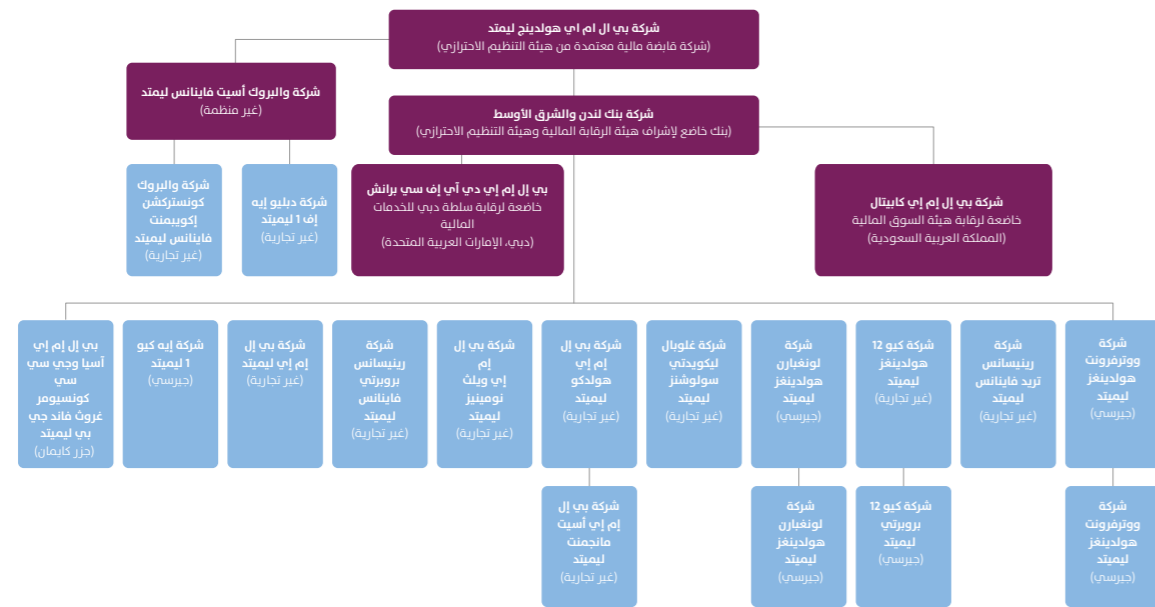 شركة بي ال ام اي هولدينج ليمتد
(شركة قابضة مالية معتمدة من هيئة التنظيم الاحترازي)
شركة والبروك أسيت فاينانس ليمتد
(غير منظمة)
شركة بنك لندن والشرق الأوسط
(بنك خاضع لإشراف هيئة الرقابة المالية وهيئة التنظيم الاحترازي)
شركة بي إل إم إي كابيتال
خاضعة لرقابة هيئة السوق المالية
(المملكة العربية السعودية)
بي إل إم إي دي آي إف سي برانش
خاضعة لرقابة سلطة دبي للخدمات
المالية
(دبي، الإمارات العربية المتحدة)
شركة دبليو إيه
إف 1 ليميتد
(غير تجارية)
شركة والبروك
كونستركشن
إكويبمنت
فاينانس ليميتد
(غير تجارية)
شركة
ووترفرونت
هولدينغز
ليميتد
(جيرسي)
شركة
رينيسانس
تريد فاينانس
ليميتد
(غير تجارية)
شركة كيو 12
هولدينغز
ليميتد
(غير تجارية)
شركة
لونغبارن
هولدينغز
ليميتد
(جيرسي)
شركة غلوبال
ليكويدتي
سولوشنز
ليميتد
(غير تجارية)
شركة بي إل
إم إي
هولدكو
ليميتد
(غير تجارية)
شركة بي إل
إم
إي ويلث
نومينيز
ليميتد
(غير تجارية)
شركة
رينيسانس
بروبرتي
فاينانس
ليميتد
(غير تجارية)
شركة بي إل
إم إي ليميتد
(غير تجارية)
شركة إيه كيو
1 ليميتد
(جيرسي)
بي إل إم إي
آسيا وجي سي
سي
كونسيومر
غروث فاند جي
بي ليميتد
(جزر كايمان)
شركة
ووترفرونت
هولدينغز
ليميتد
(جيرسي)
شركة كيو 12
بروبرتي
ليميتد
(جيرسي)
شركة
لونغبارن
هولدينغز
ليميتد
(جيرسي)
شركة بي إل
إم إي أسيت
مانجمنت
ليميتد
(غير تجارية)